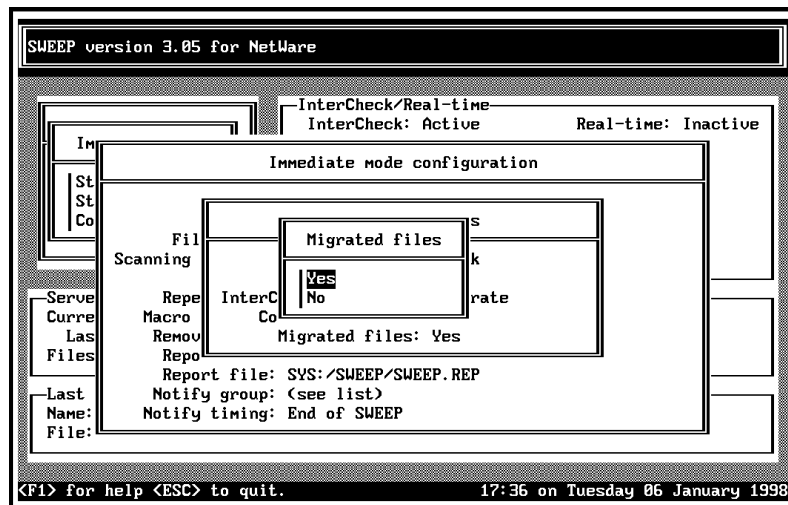 SWEEP version 3.05 for NetWare
InterCheck/Real-time
InterCheck: Active Real-time: Inactive
Im
Immediate mode configuration
St
St
Co
s
Migrated files
Fil
Scanning k
Yes
No
Serve Repe InterC rate
Curre Macro Co
Las Remov Migrated files: Yes
Files Repo
Report file: SYS:/SWEEP/SWEEP.REP
Last Notify group: (see list)
Name: Notify timing: End of SWEEP
File:
<F1> for help <ESC> to quit. 17:36 on Tuesday 06 January 1998